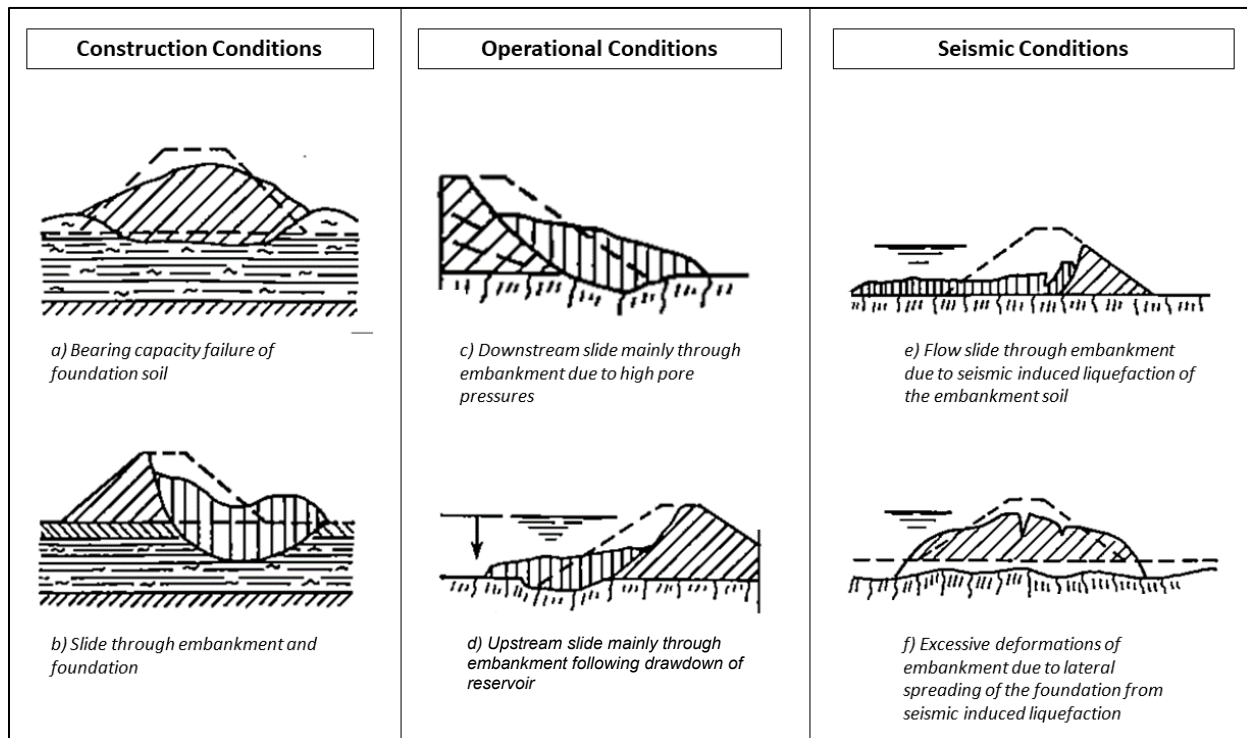 Construction Conditions
a) Bearing capacity failure of
foundation soil
b) Slide through embankment and
foundation
Operational Conditions
c) Downstream slide mainly through
embankment due to high pore
pressures
d) Upstream slide mainly through
embankment following drawdown of
reservoir
Seismic Conditions
e) Flow slide through embankment
due to seismic induced liquefaction of
the embankment soil
f) Excessive deformations of
embankment due to lateral
spreading of the foundation from
seismic induced liquefaction